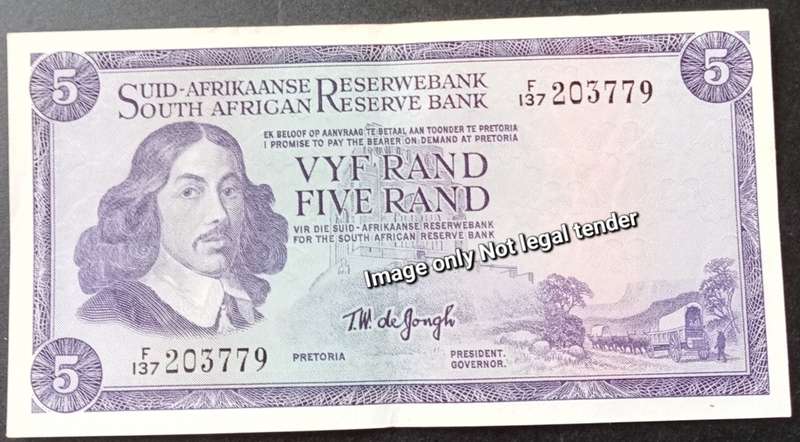 5
5
SUID-AFRIKAANSE RESERWEBANK
SOUTH AFRICAN RESERVE BANK
F/137 203779
EK BELOOF OP AANVRAAG TE BETAAL AAN TOONDER TE PRETORIA
I PROMISE TO PAY THE BEARER ON DEMAND AT PRETORIA
VYF RAND
FIVE RAND
VIR DIE SUID-AFRIKAANSE RESERWEBANK
FOR THE SOUTH AFRICAN RESERVE BANK
Image only Not legal tender
T.W. de Jongh
F/137 203779
PRETORIA
PRESIDENT.
GOVERNOR.
5